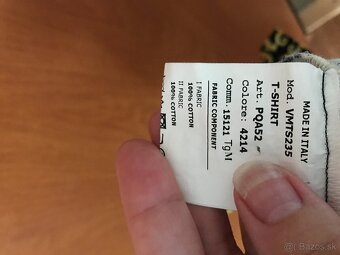 MADE IN ITALY
Mod. VMTS235
T-SHIRT
Art. PQA52
Colore: 4214
Comm. 15121 TgM
FABRIC COMPONENT
I FABRIC
100% COTTON
II FABRIC
100% COTTON
© Bazos.sk